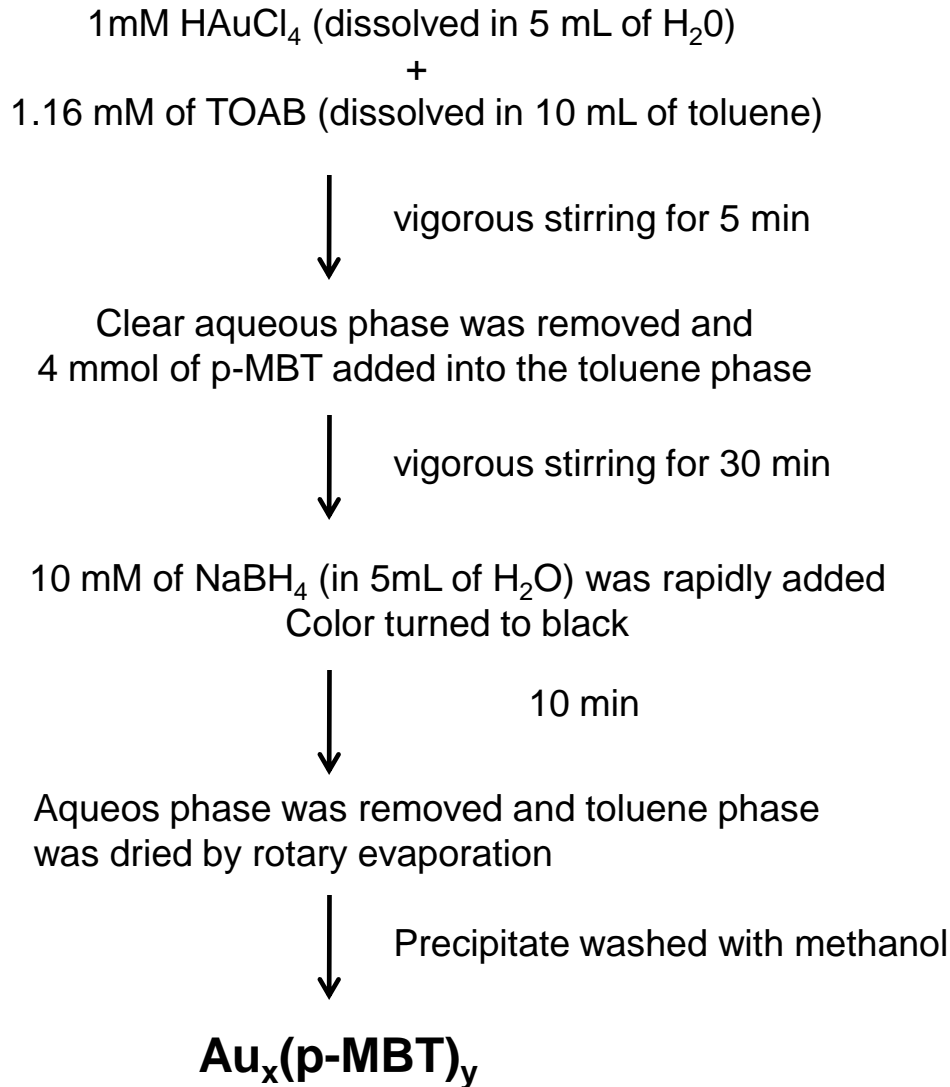 1mM HAuCl₄ (dissolved in 5 mL of H₂0)
+
1.16 mM of TOAB (dissolved in 10 mL of toluene)
vigorous stirring for 5 min
Clear aqueous phase was removed and
4 mmol of p-MBT added into the toluene phase
vigorous stirring for 30 min
10 mM of NaBH₄ (in 5mL of H₂O) was rapidly added
Color turned to black
10 min
Aqueos phase was removed and toluene phase
was dried by rotary evaporation
Precipitate washed with methanol
Auₓ(p-MBT)ᵧ